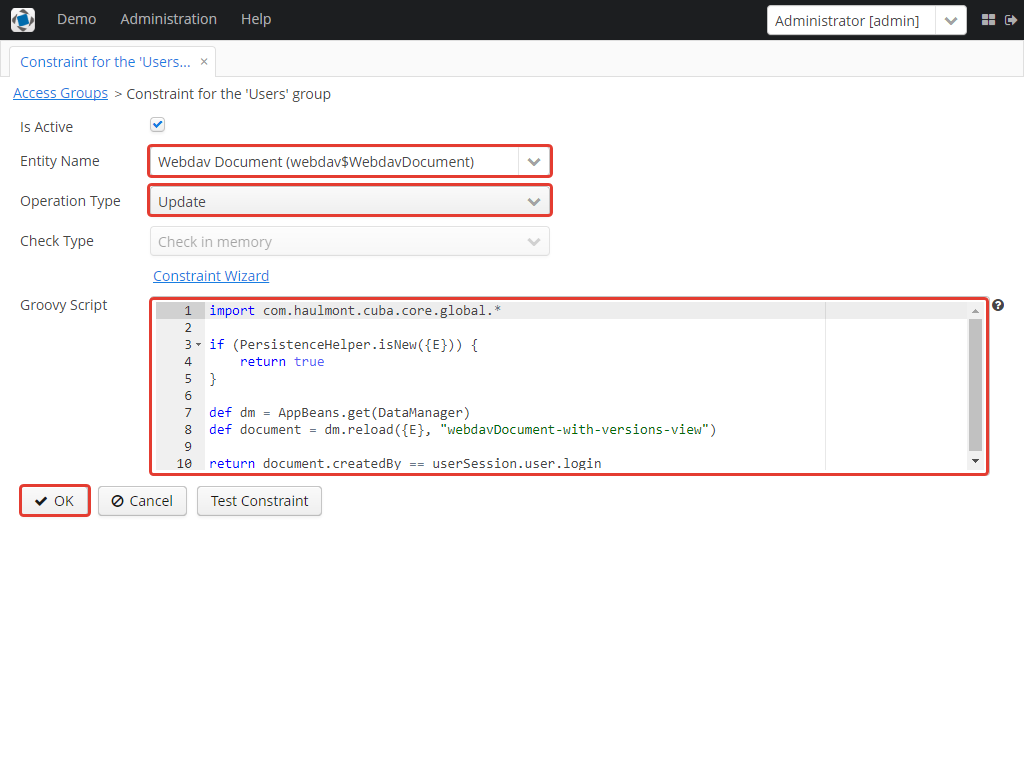 Demo Administration Help Administrator [admin]
Constraint for the 'Users... ×
Access Groups > Constraint for the 'Users' group
Is Active
Entity Name Webdav Document (webdav$WebdavDocument)
Operation Type Update
Check Type Check in memory
Constraint Wizard
Groovy Script
1 import com.haulmont.cuba.core.global.*
2
3 if (PersistenceHelper.isNew({E})) {
4     return true
5 }
6
7 def dm = AppBeans.get(DataManager)
8 def document = dm.reload({E}, "webdavDocument-with-versions-view")
9
10 return document.createdBy == userSession.user.login
OK Cancel Test Constraint